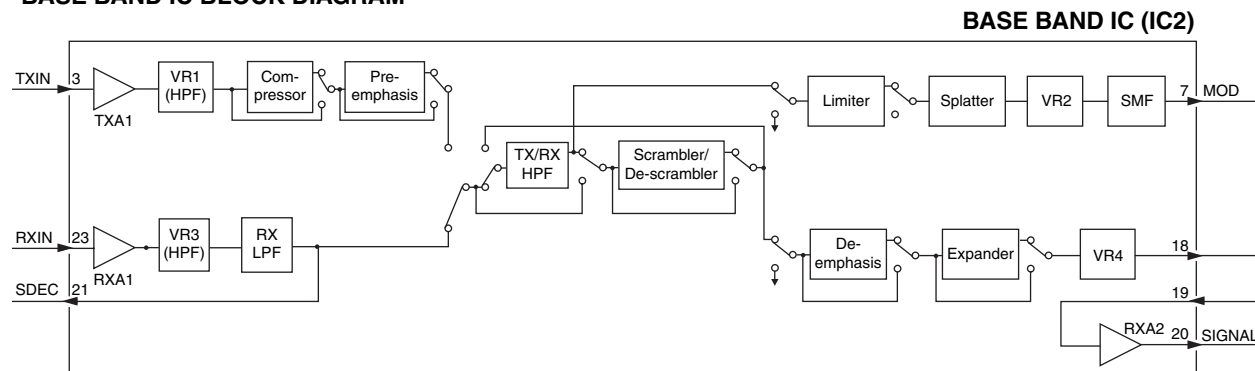 BASE BAND IC BLOCK DIAGRAM
BASE BAND IC (IC2)
TXIN
3
TXA1
VR1
(HPF)
Com-
pressor
Pre-
emphasis
TX/RX
HPF
Scrambler/
De-scrambler
Limiter
Splatter
VR2
SMF
7
MOD
RXIN
23
RXA1
VR3
(HPF)
RX
LPF
SDEC
21
De-
emphasis
Expander
VR4
18
19
RXA2
20
SIGNAL